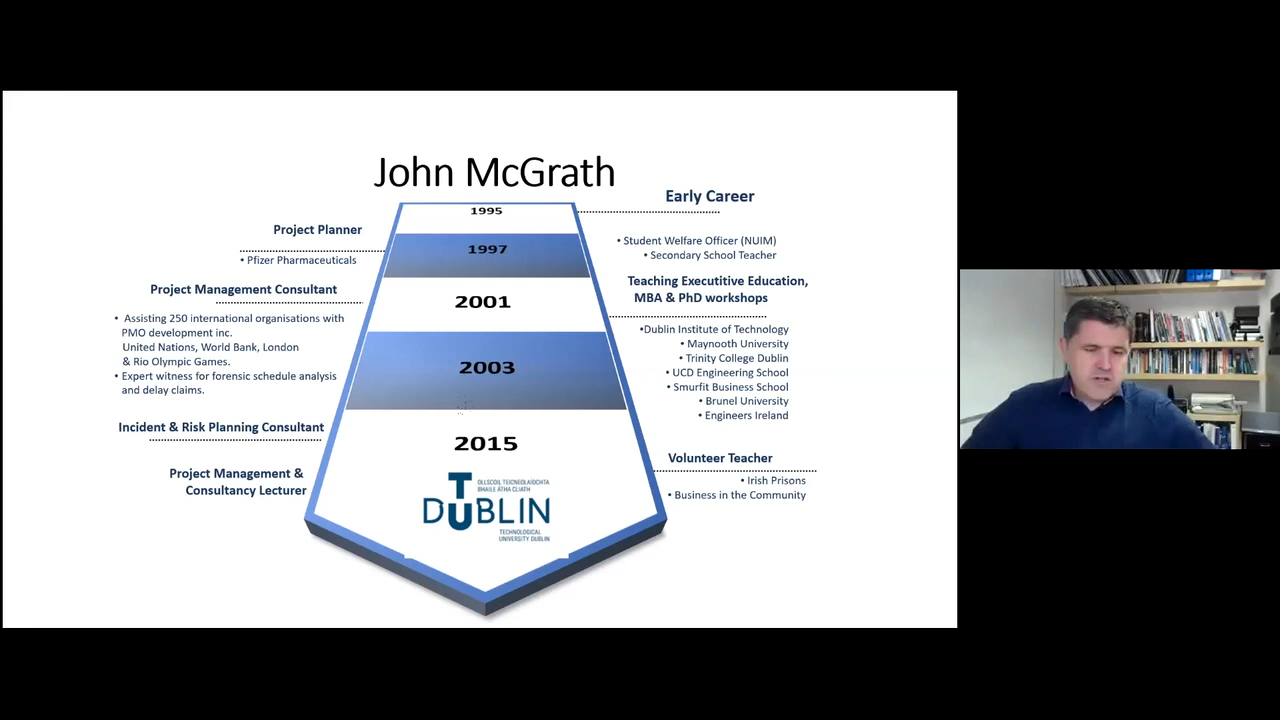 John McGrath
Early Career
1995
Project Planner
• Student Welfare Officer (NUIM)
1997
• Secondary School Teacher
• Pfizer Pharmaceuticals
Teaching Executitive Education,
MBA & PhD workshops
Project Management Consultant
2001
• Assisting 250 international organisations with
PMO development inc.
United Nations, World Bank, London
& Rio Olympic Games.
• Expert witness for forensic schedule analysis
and delay claims.
•Dublin Institute of Technology
• Maynooth University
• Trinity College Dublin
• UCD Engineering School
• Smurfit Business School
• Brunel University
• Engineers Ireland
2003
Incident & Risk Planning Consultant
2015
Volunteer Teacher
• Irish Prisons
• Business in the Community
Project Management &
Consultancy Lecturer
TU DUBLIN
OLLSCOIL TEICNEOLAÍOCHTA
BHAILE ÁTHA CLIATH
TECHNOLOGICAL
UNIVERSITY DUBLIN